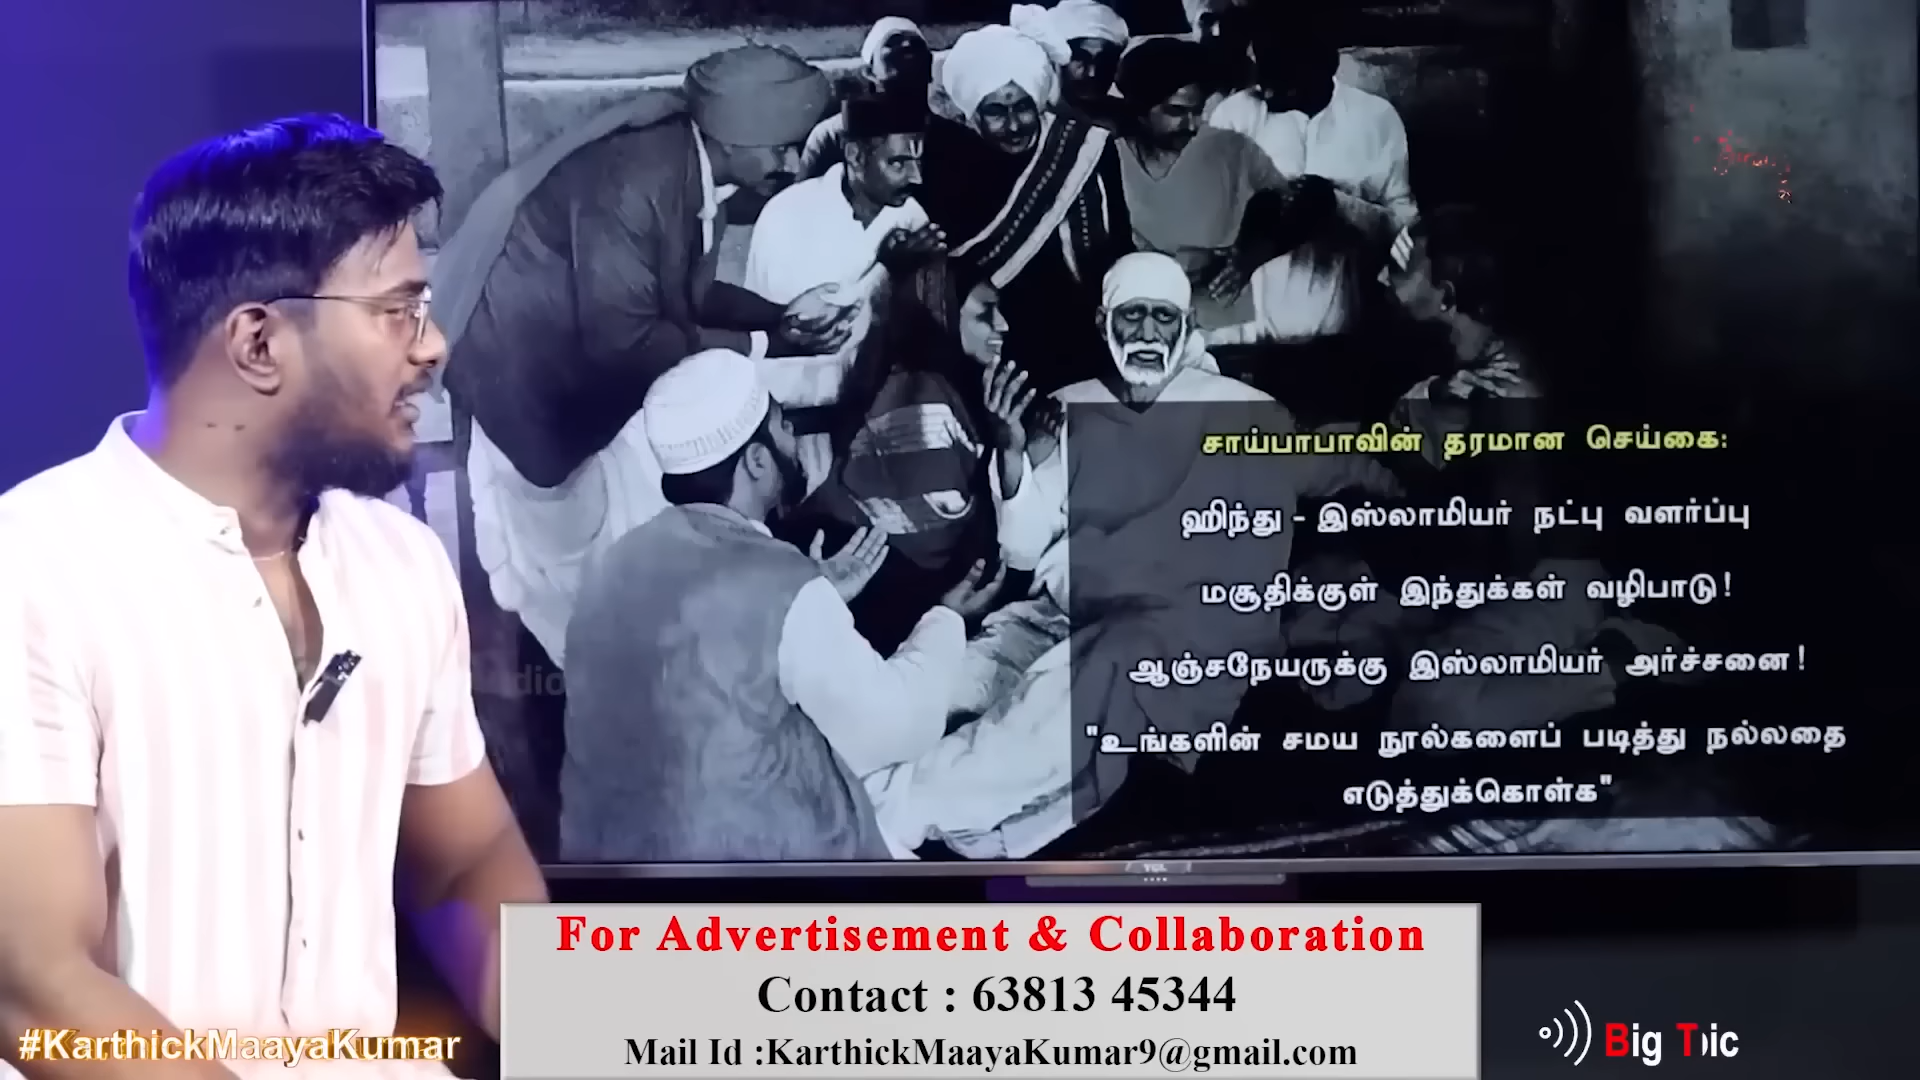 சாய்பாபாவின் தரமான செய்கை:
ஹிந்து - இஸ்லாமியர் நட்பு வளர்ப்பு
மசூதிக்குள் இந்துக்கள் வழிபாடு!
ஆஞ்சநேயருக்கு இஸ்லாமியர் அர்ச்சனை!
"உங்களின் சமய நூல்களைப் படித்து நல்லதை
எடுத்துக்கொள்க"
TCL
For Advertisement & Collaboration
Contact : 63813 45344
Mail Id :KarthickMaayaKumar9@gmail.com
#KarthickMaayaKumar
Big